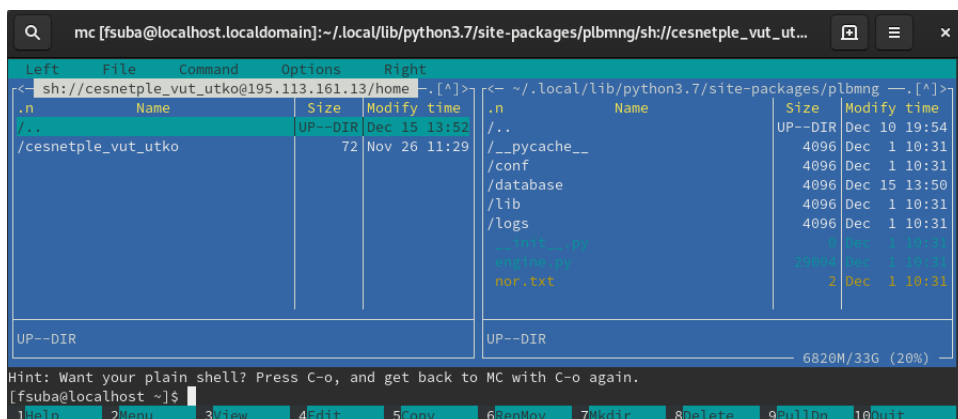 mc [fsuba@localhost.localdomain]:~/.local/lib/python3.7/site-packages/plbmng/sh://cesnetple_vut_ut...
Left File Command Options Right
<─ sh://cesnetple_vut_utko@195.113.161.13/home ─.[^]> <─ ~/.local/lib/python3.7/site-packages/plbmng ──.[^]>
.n Name Size Modify time .n Name Size Modify time
/.. UP--DIR Dec 15 13:52 /.. UP--DIR Dec 10 19:54
/cesnetple_vut_utko 72 Nov 26 11:29 /__pycache__ 4096 Dec 1 10:31
/conf 4096 Dec 1 10:31
/database 4096 Dec 15 13:50
/lib 4096 Dec 1 10:31
/logs 4096 Dec 1 10:31
__init__.py 0 Dec 1 10:31
engine.py 29004 Dec 1 10:31
nor.txt 2 Dec 1 10:31
UP--DIR UP--DIR
6820M/33G (20%)
Hint: Want your plain shell? Press C-o, and get back to MC with C-o again.
[fsuba@localhost ~]$
1Help 2Menu 3View 4Edit 5Copy 6RenMov 7Mkdir 8Delete 9PullDn 10Quit